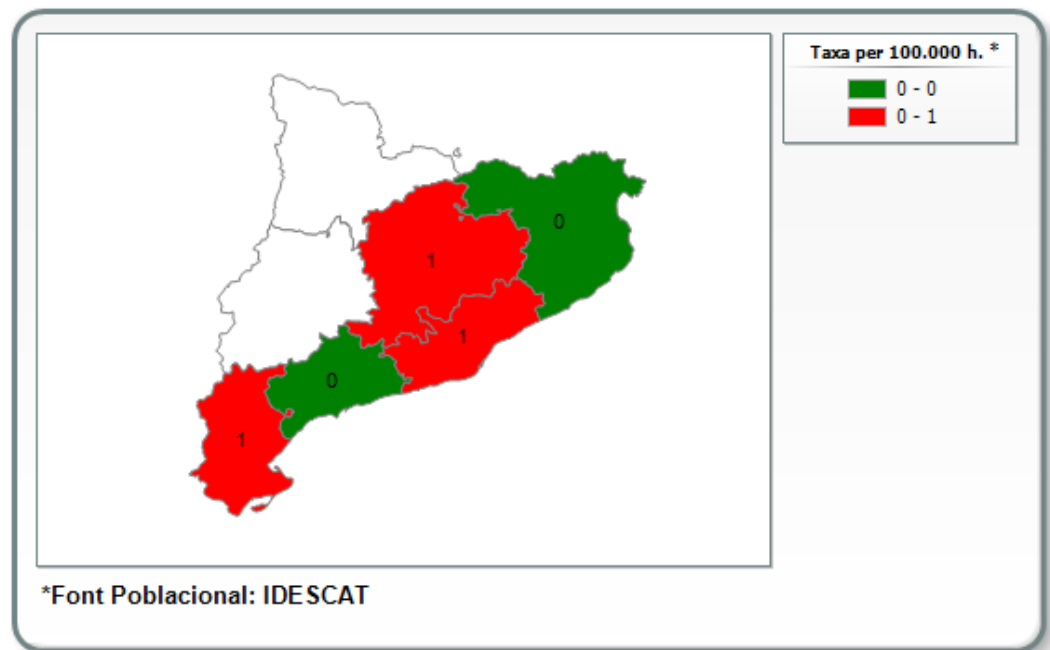 Taxa per 100.000 h. *
0 - 0
0 - 1
0
1
1
0
1
*Font Poblacional: IDESCAT